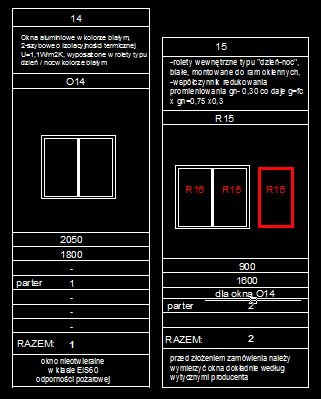 14
Okna aluminiowe w kolorze białym,
2-szybowe o izolacyjności termicznej
U=1,1W/m2K, wyposażone w rolety typu
dzień / noc w kolorze białym
O14
2050
1800
-
parter 1
-
-
-
RAZEM: 1
okno nieotwieralne
w klasie EIS60
odporności pożarowej
15
-rolety wewnętrzne typu "dzień-noc",
białe, montowane do ram okiennych,
-współczynnik redukowania
promieniowania gn- 0,30 co daje g=fc
x gn=0,75 x0,3
R15
R15 R15 R15
900
1600
dla okna O14
parter 2
RAZEM: 2
przed złożeniem zamówienia należy
wymierzyć okna dokładnie według
wytycznymi producenta